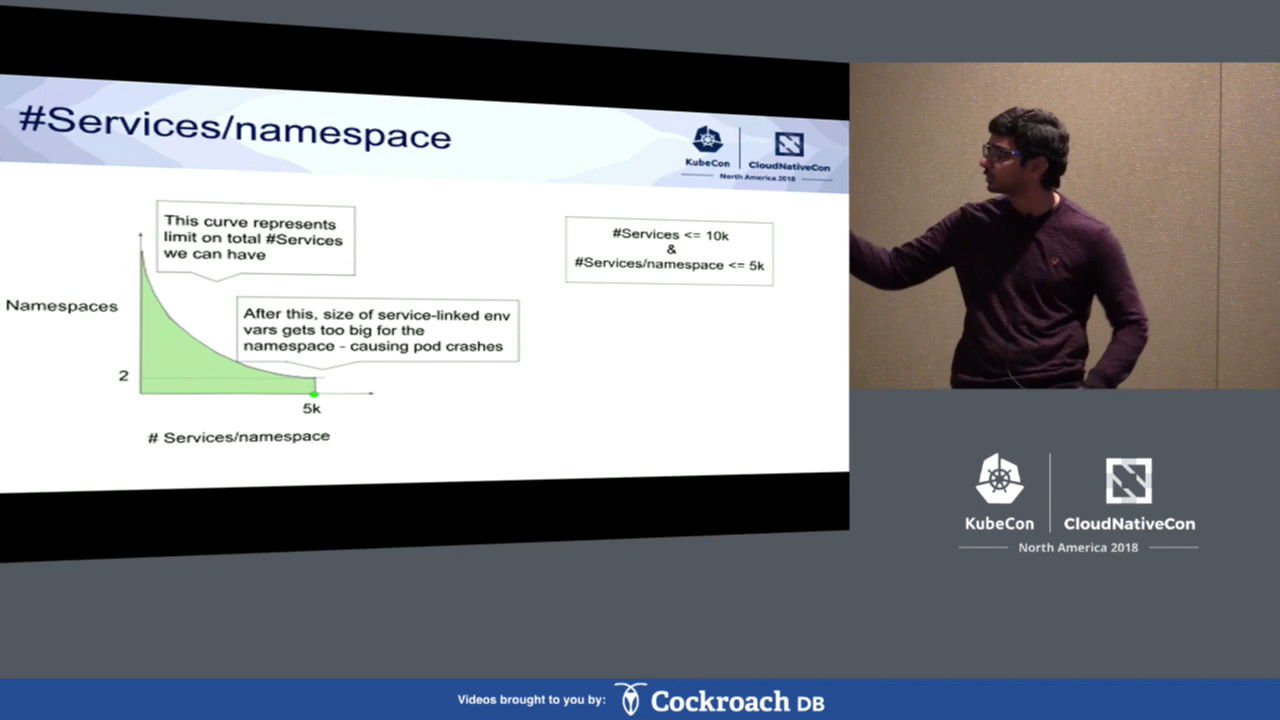 #Services/namespace
KubeCon
CloudNativeCon
North America 2018
This curve represents
limit on total #Services
we can have
#Services <= 10k
&
#Services/namespace <= 5k
Namespaces
After this, size of service-linked env
vars gets too big for the
namespace - causing pod crashes
2
5k
# Services/namespace
KubeCon
CloudNativeCon
North America 2018
Videos brought to you by:
Cockroach DB